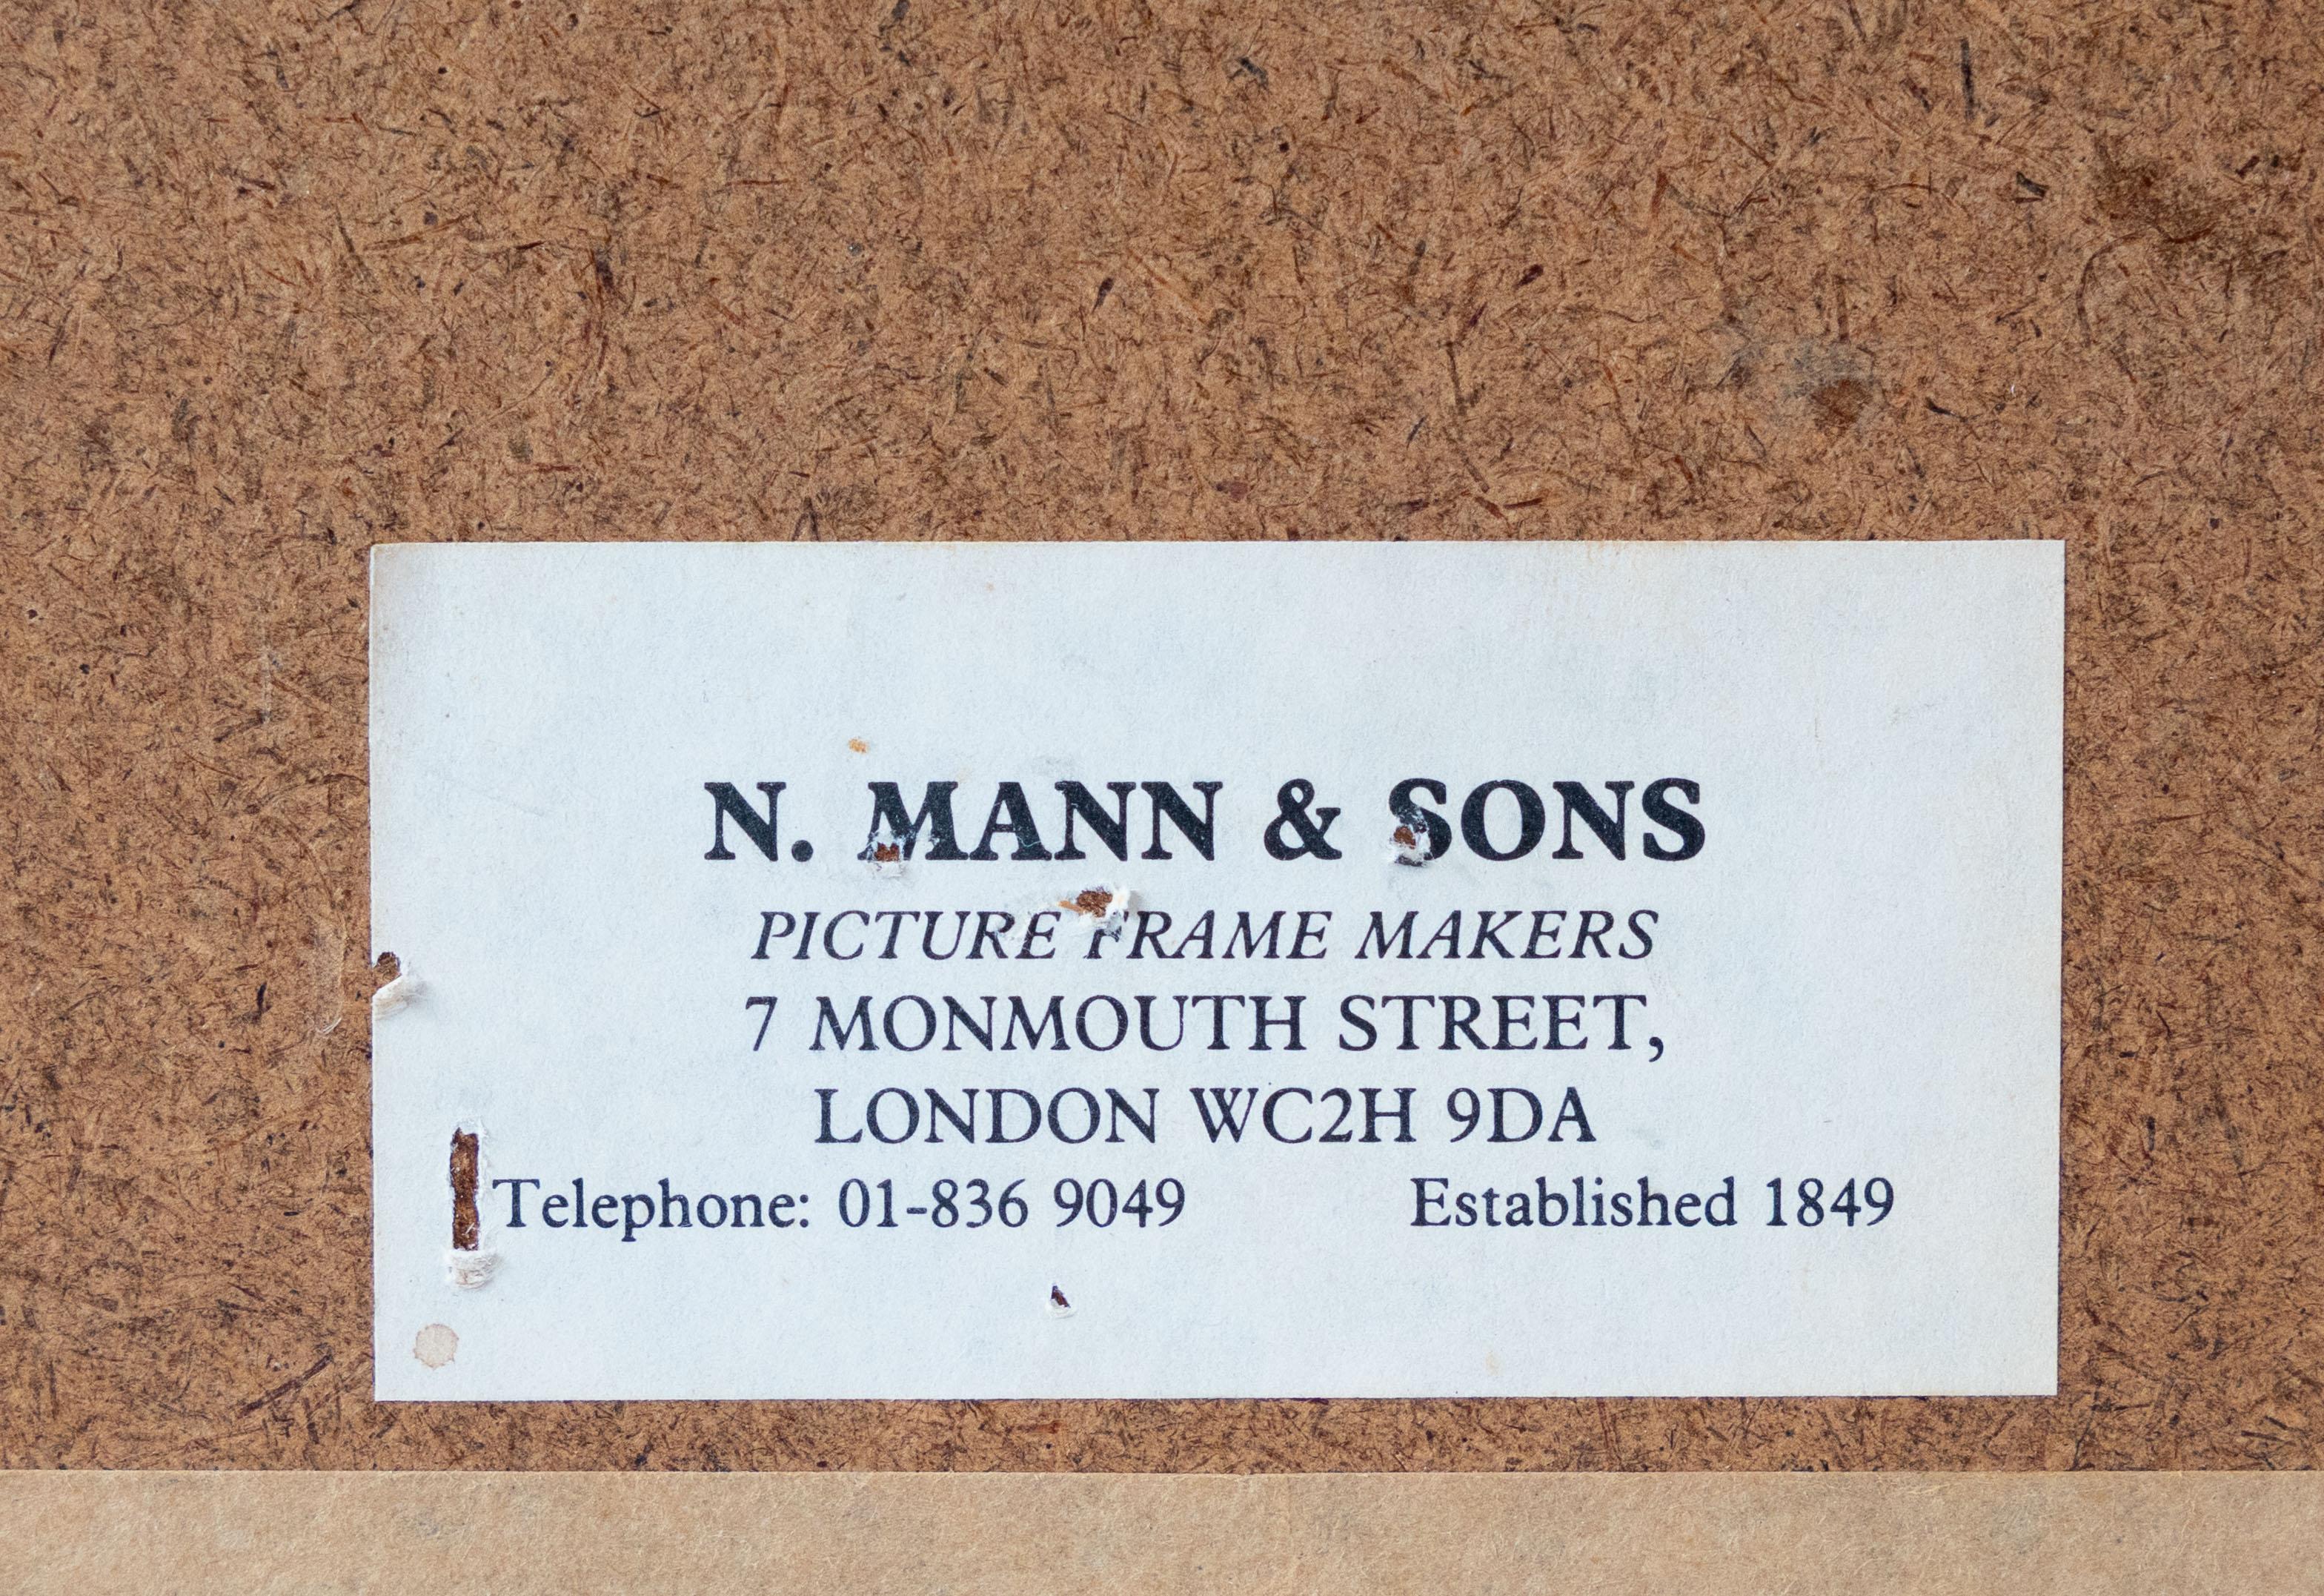 N. MANN & SONS
PICTURE FRAME MAKERS
7 MONMOUTH STREET,
LONDON WC2H 9DA
Telephone: 01-836 9049 Established 1849